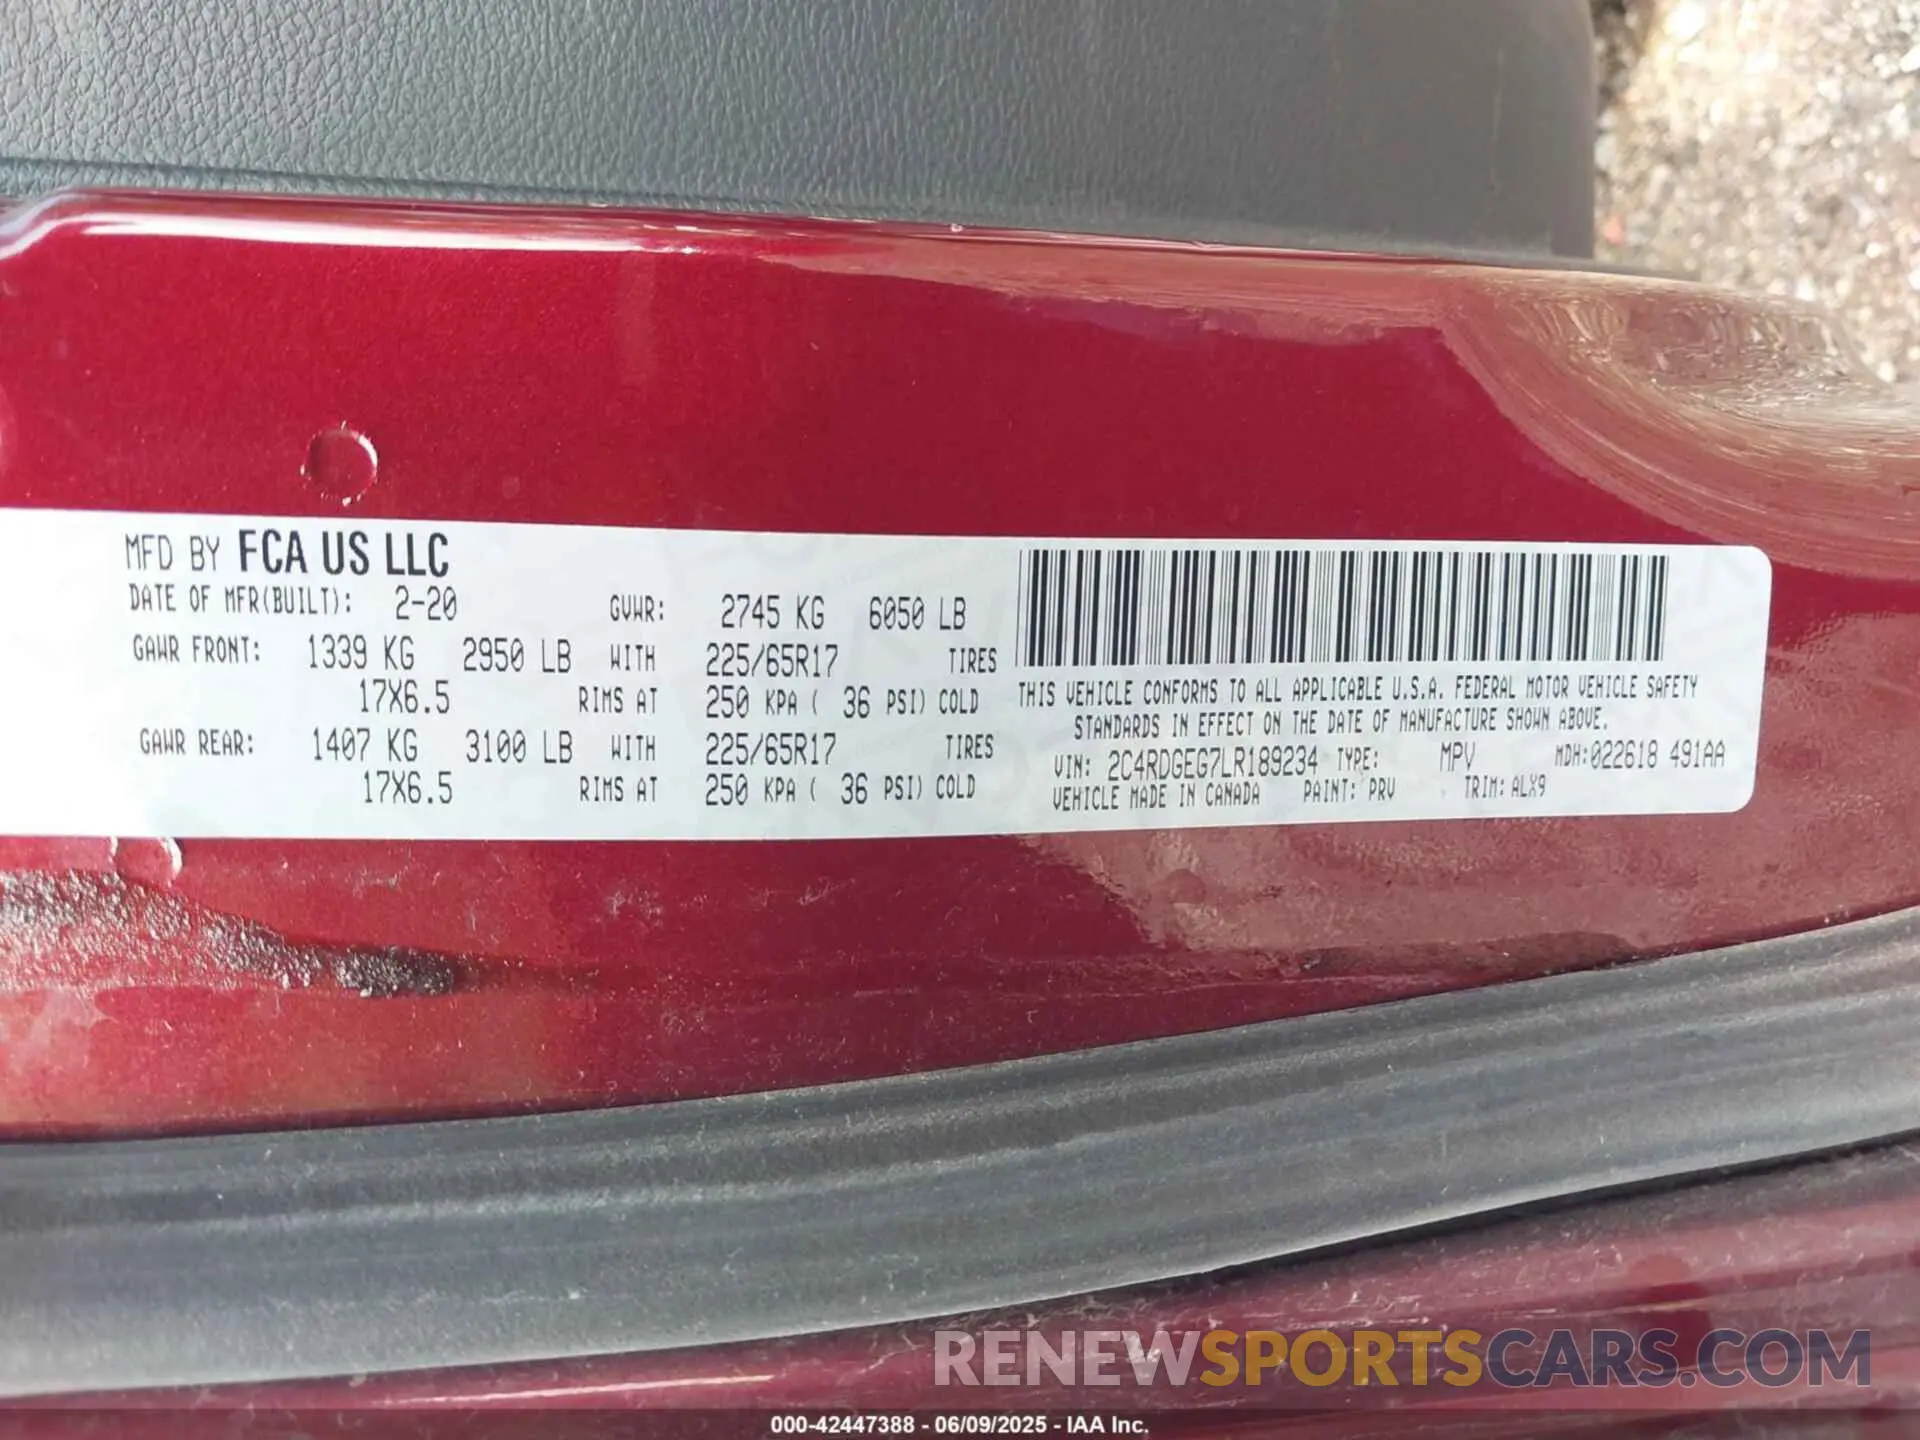 MFD BY FCA US LLC
DATE OF MFR(BUILT): 2-20 GVWR: 2745 KG 6050 LB
GAWR FRONT: 1339 KG 2950 LB WITH 225/65R17 TIRES
17X6.5 RIMS AT 250 KPA ( 36 PSI) COLD
GAWR REAR: 1407 KG 3100 LB WITH 225/65R17 TIRES
17X6.5 RIMS AT 250 KPA ( 36 PSI) COLD
THIS VEHICLE CONFORMS TO ALL APPLICABLE U.S.A. FEDERAL MOTOR VEHICLE SAFETY
STANDARDS IN EFFECT ON THE DATE OF MANUFACTURE SHOWN ABOVE.
VIN: 2C4RDGEG7LR189234 TYPE: MPV MDH:022618 491AA
VEHICLE MADE IN CANADA PAINT: PRV TRIM: ALX9
RENEWSPORTSCARS.COM
000-42447388 - 06/09/2025 - IAA Inc.